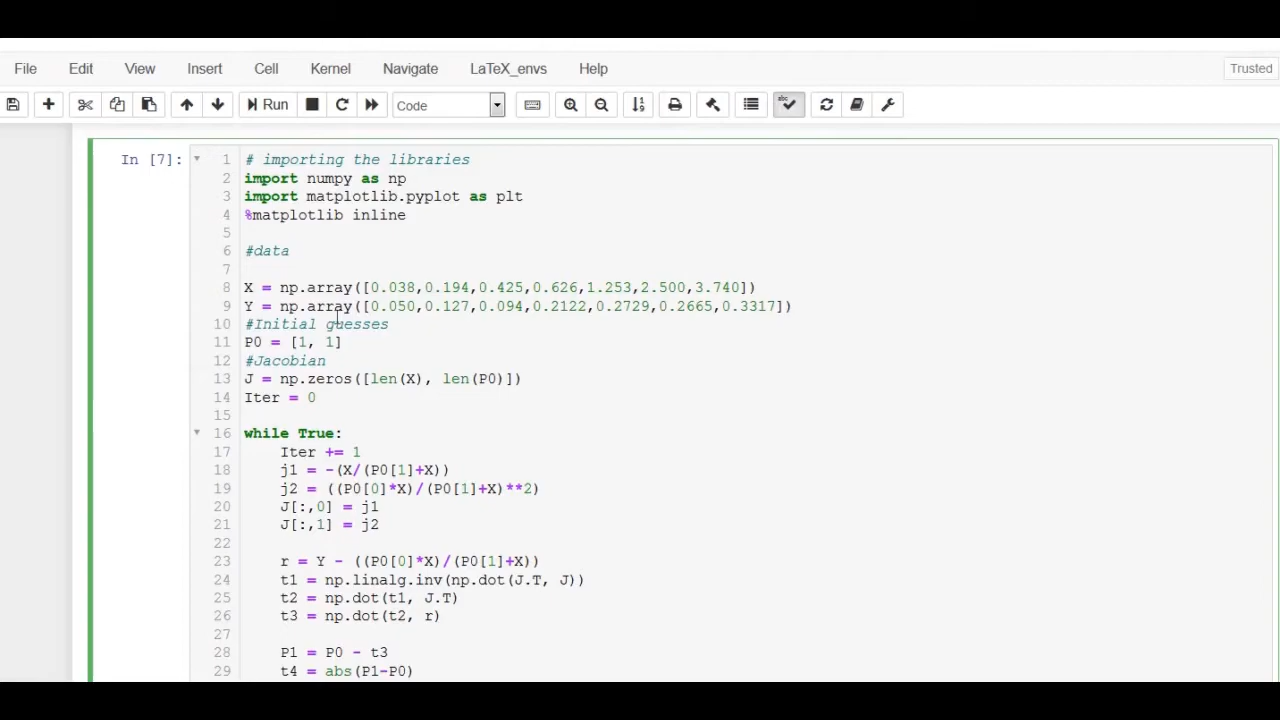 File Edit View Insert Cell Kernel Navigate LaTeX_envs Help Trusted
Run Code
In [7]:
1 # importing the libraries
2 import numpy as np
3 import matplotlib.pyplot as plt
4 %matplotlib inline
5
6 #data
7
8 X = np.array([0.038,0.194,0.425,0.626,1.253,2.500,3.740])
9 Y = np.array([0.050,0.127,0.094,0.2122,0.2729,0.2665,0.3317])
10 #Initial guesses
11 P0 = [1, 1]
12 #Jacobian
13 J = np.zeros([len(X), len(P0)])
14 Iter = 0
15
16 while True:
17 Iter += 1
18 j1 = -(X/(P0[1]+X))
19 j2 = ((P0[0]*X)/(P0[1]+X)**2)
20 J[:,0] = j1
21 J[:,1] = j2
22
23 r = Y - ((P0[0]*X)/(P0[1]+X))
24 t1 = np.linalg.inv(np.dot(J.T, J))
25 t2 = np.dot(t1, J.T)
26 t3 = np.dot(t2, r)
27
28 P1 = P0 - t3
29 t4 = abs(P1-P0)